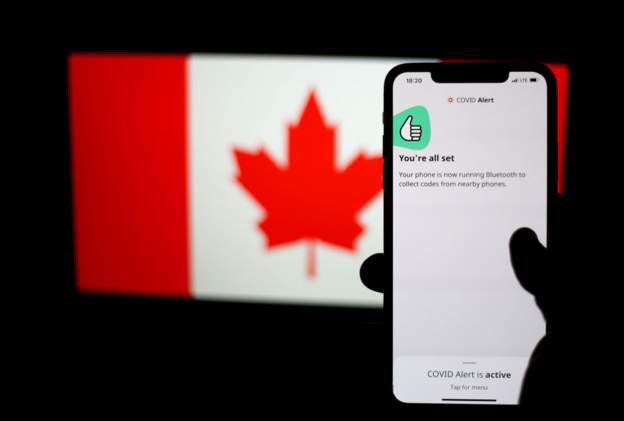 18:20
LTE
COVID Alert
You're all set
Your phone is now running Bluetooth to
collect codes from nearby phones.
COVID Alert is active
Tap for menu